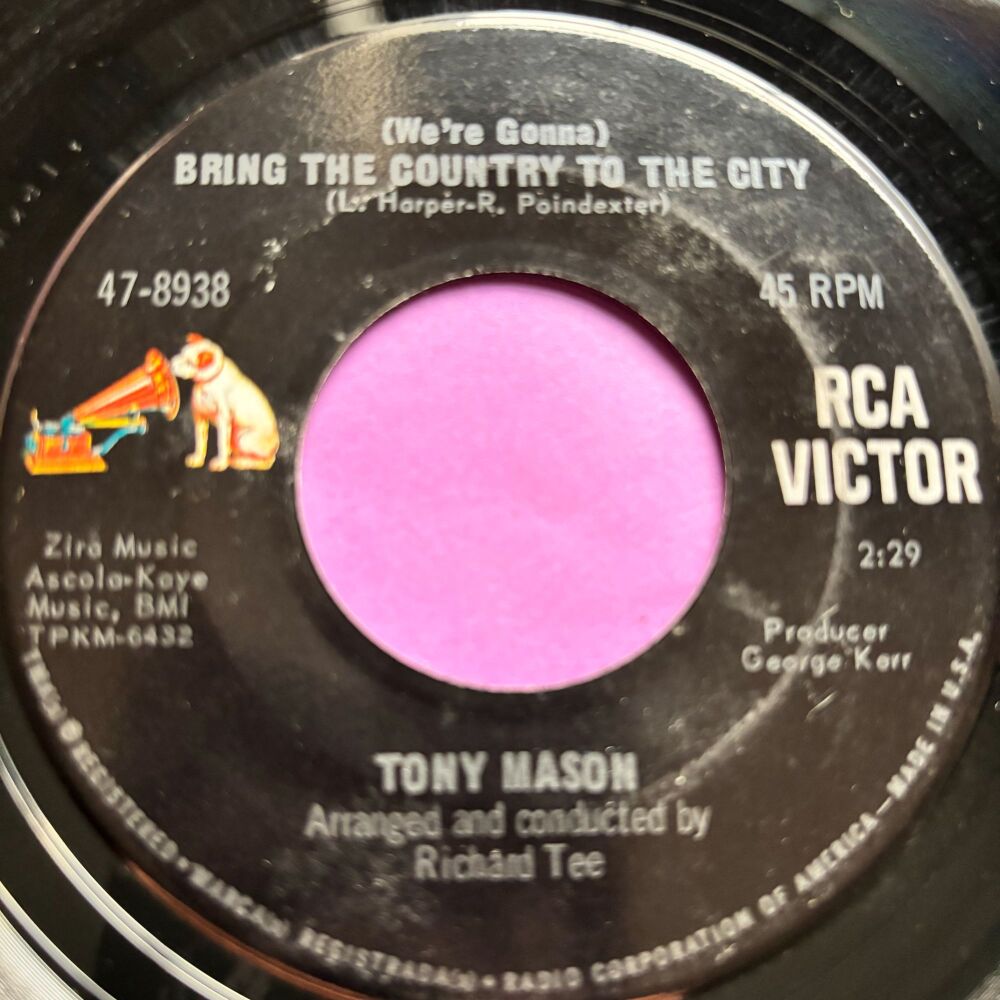 (We're Gonna)
BRING THE COUNTRY TO THE CITY
(L. Harper-R. Poindexter)
47-8938
45 RPM
RCA
VICTOR
Zira Music
Ascola-Kaye
Music, BMI
TPKM-6432
2:29
Producer
George Kerr
TONY MASON
Arranged and conducted by
Richard Tee
TMK(s) ® REGISTERED • MARCA(s) REGISTRADA(s) • RADIO CORPORATION OF AMERICA—MADE IN U.S.A.